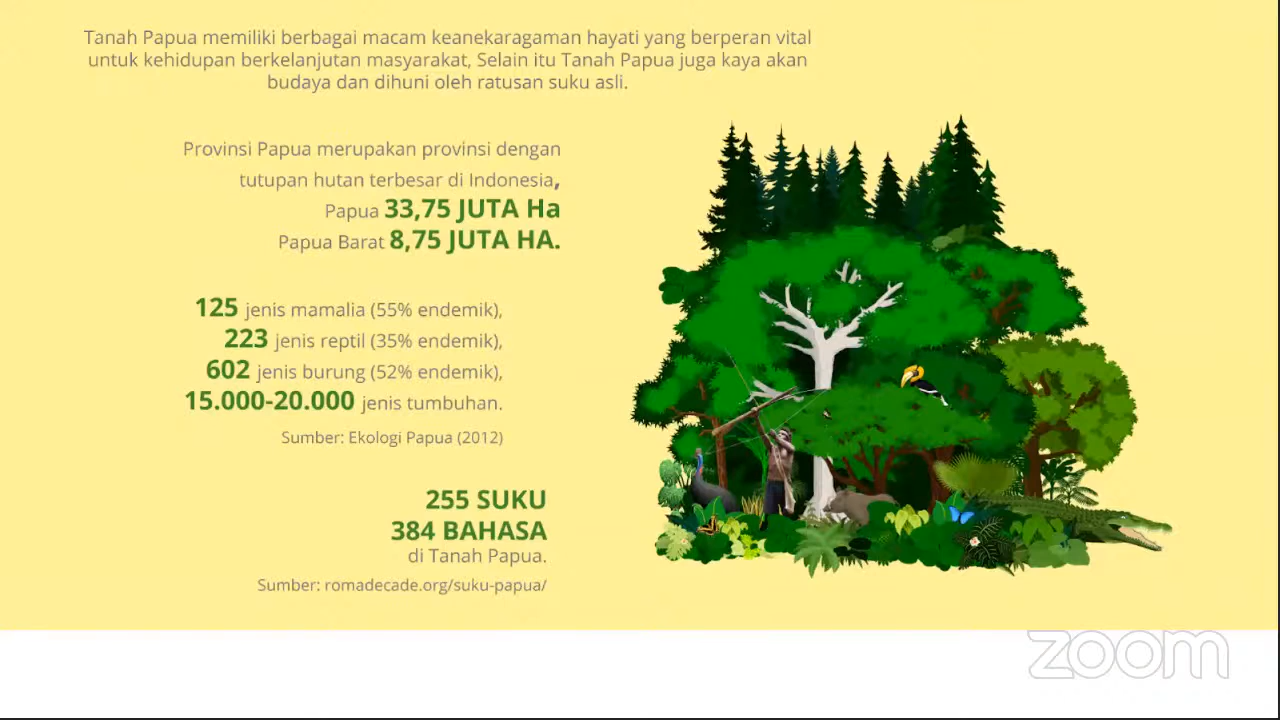 Tanah Papua memiliki berbagai macam keanekaragaman hayati yang berperan vital
untuk kehidupan berkelanjutan masyarakat, Selain itu Tanah Papua juga kaya akan
budaya dan dihuni oleh ratusan suku asli.
Provinsi Papua merupakan provinsi dengan
tutupan hutan terbesar di Indonesia,
Papua 33,75 JUTA Ha
Papua Barat 8,75 JUTA HA.
125 jenis mamalia (55% endemik),
223 jenis reptil (35% endemik),
602 jenis burung (52% endemik),
15.000-20.000 jenis tumbuhan.
Sumber: Ekologi Papua (2012)
255 SUKU
384 BAHASA
di Tanah Papua.
Sumber: romadecade.org/suku-papua/
zoom